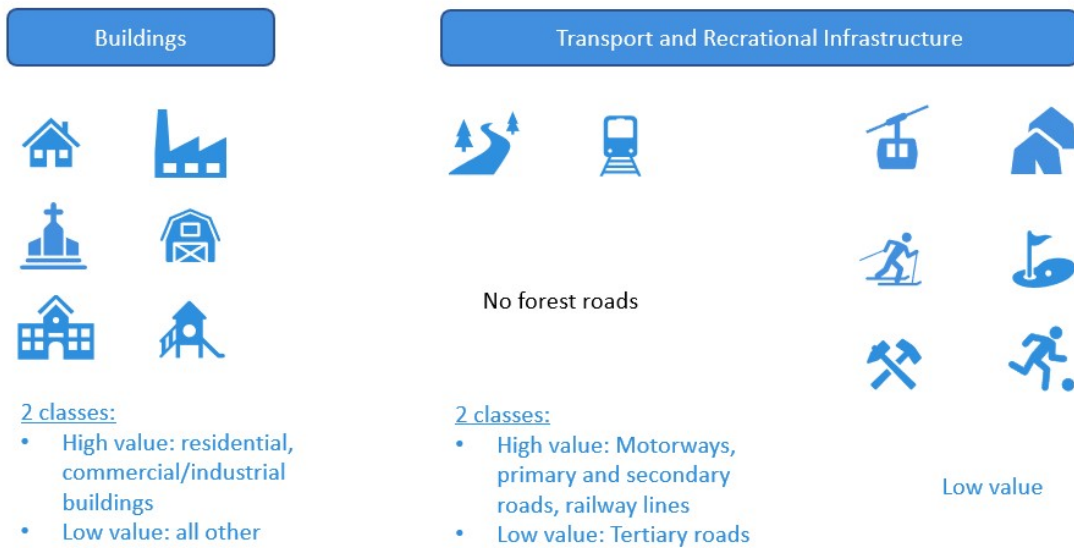 Buildings
Transport and Recrational Infrastructure
No forest roads
2 classes:
• High value: residential,
commercial/industrial
buildings
• Low value: all other
2 classes:
• High value: Motorways,
primary and secondary
roads, railway lines
• Low value: Tertiary roads
Low value